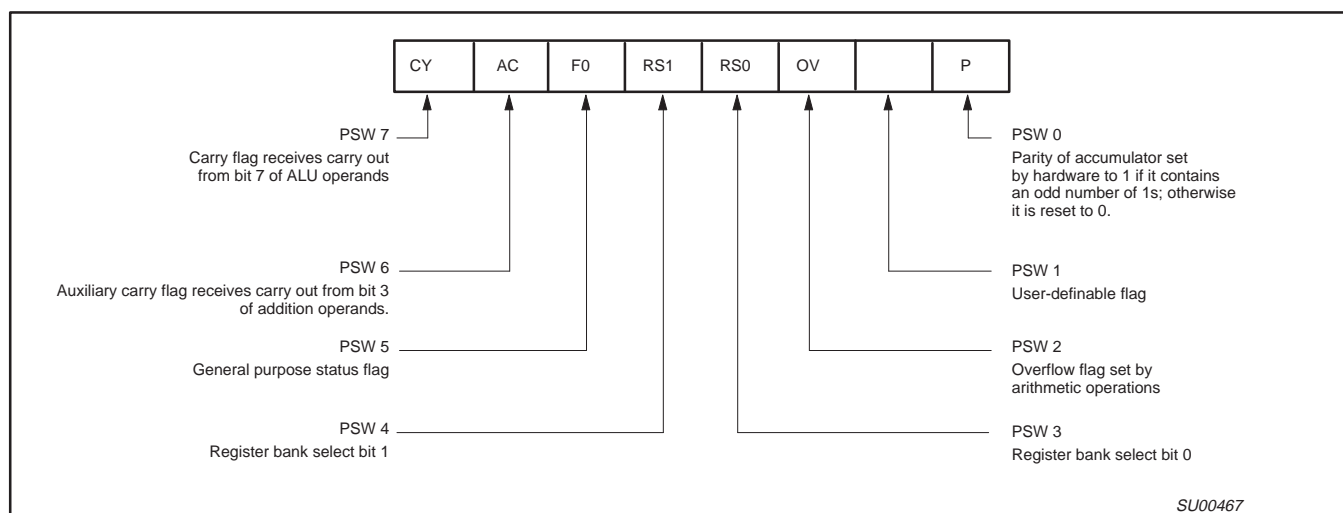 CY AC F0 RS1 RS0 OV P
PSW 7
Carry flag receives carry out
from bit 7 of ALU operands
PSW 6
Auxiliary carry flag receives carry out from bit 3
of addition operands.
PSW 5
General purpose status flag
PSW 4
Register bank select bit 1
PSW 0
Parity of accumulator set
by hardware to 1 if it contains
an odd number of 1s; otherwise
it is reset to 0.
PSW 1
User-definable flag
PSW 2
Overflow flag set by
arithmetic operations
PSW 3
Register bank select bit 0
SU00467